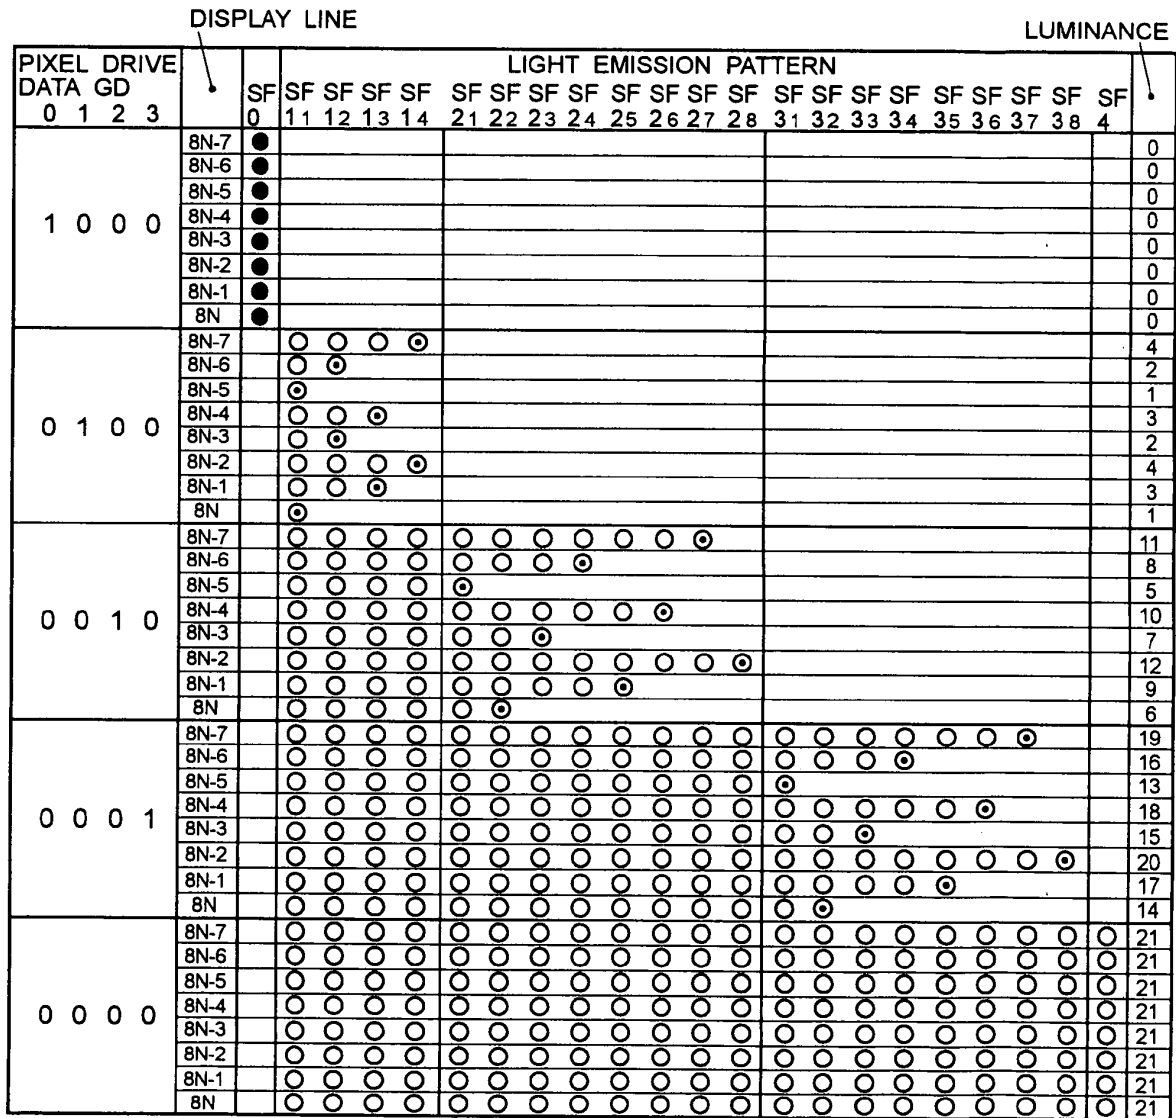 DISPLAY LINE
LUMINANCE
PIXEL DRIVE DATA GD
0 1 2 3
LIGHT EMISSION PATTERN
SF 0 SF 11 SF 12 SF 13 SF 14 SF 21 SF 22 SF 23 SF 24 SF 25 SF 26 SF 27 SF 28 SF 31 SF 32 SF 33 SF 34 SF 35 SF 36 SF 37 SF 38 SF 4
1 0 0 0
8N-7 0
8N-6 0
8N-5 0
8N-4 0
8N-3 0
8N-2 0
8N-1 0
8N 0
0 1 0 0
8N-7 4
8N-6 2
8N-5 1
8N-4 3
8N-3 2
8N-2 4
8N-1 3
8N 1
0 0 1 0
8N-7 11
8N-6 8
8N-5 5
8N-4 10
8N-3 7
8N-2 12
8N-1 9
8N 6
0 0 0 1
8N-7 19
8N-6 16
8N-5 13
8N-4 18
8N-3 15
8N-2 20
8N-1 17
8N 14
0 0 0 0
8N-7 21
8N-6 21
8N-5 21
8N-4 21
8N-3 21
8N-2 21
8N-1 21
8N 21